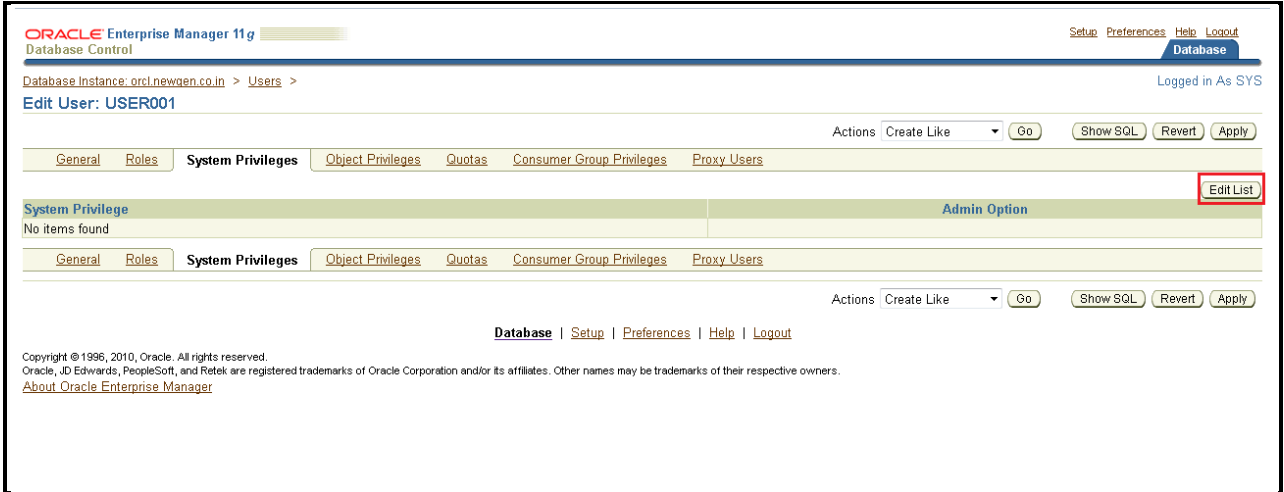 ORACLE Enterprise Manager 11g
Database Control
Setup Preferences Help Logout
Database
Database Instance: orcl.newgen.co.in > Users >
Logged in As SYS
Edit User: USER001
Actions Create Like Go Show SQL Revert Apply
General Roles System Privileges Object Privileges Quotas Consumer Group Privileges Proxy Users
Edit List
System Privilege Admin Option
No items found
General Roles System Privileges Object Privileges Quotas Consumer Group Privileges Proxy Users
Actions Create Like Go Show SQL Revert Apply
Database | Setup | Preferences | Help | Logout
Copyright © 1996, 2010, Oracle. All rights reserved.
Oracle, JD Edwards, PeopleSoft, and Retek are registered trademarks of Oracle Corporation and/or its affiliates. Other names may be trademarks of their respective owners.
About Oracle Enterprise Manager